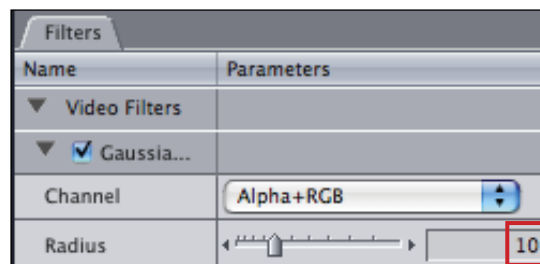 Filters
Name Parameters
Video Filters
Gaussia...
Channel Alpha+RGB
Radius 10